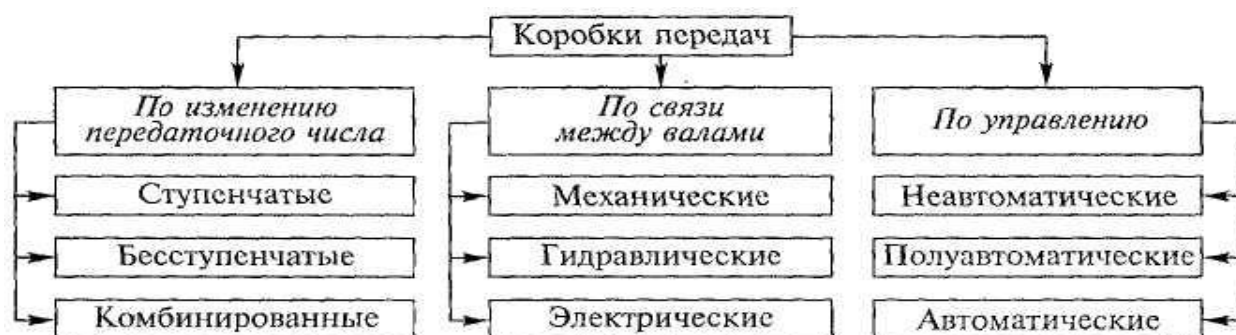 Коробки передач
По изменению
передаточного числа
Ступенчатые
Бесступенчатые
Комбинированные
По связи
между валами
Механические
Гидравлические
Электрические
По управлению
Неавтоматические
Полуавтоматические
Автоматические